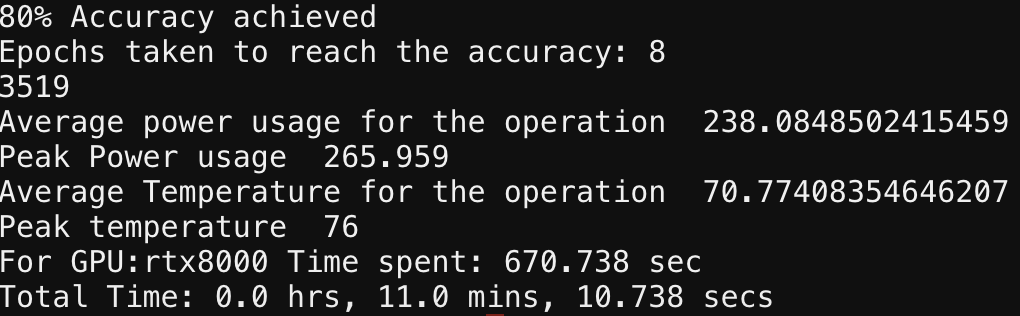 80% Accuracy achieved
Epochs taken to reach the accuracy: 8
3519
Average power usage for the operation  238.0848502415459
Peak Power usage  265.959
Average Temperature for the operation  70.77408354646207
Peak temperature  76
For GPU:rtx8000 Time spent: 670.738 sec
Total Time: 0.0 hrs, 11.0 mins, 10.738 secs